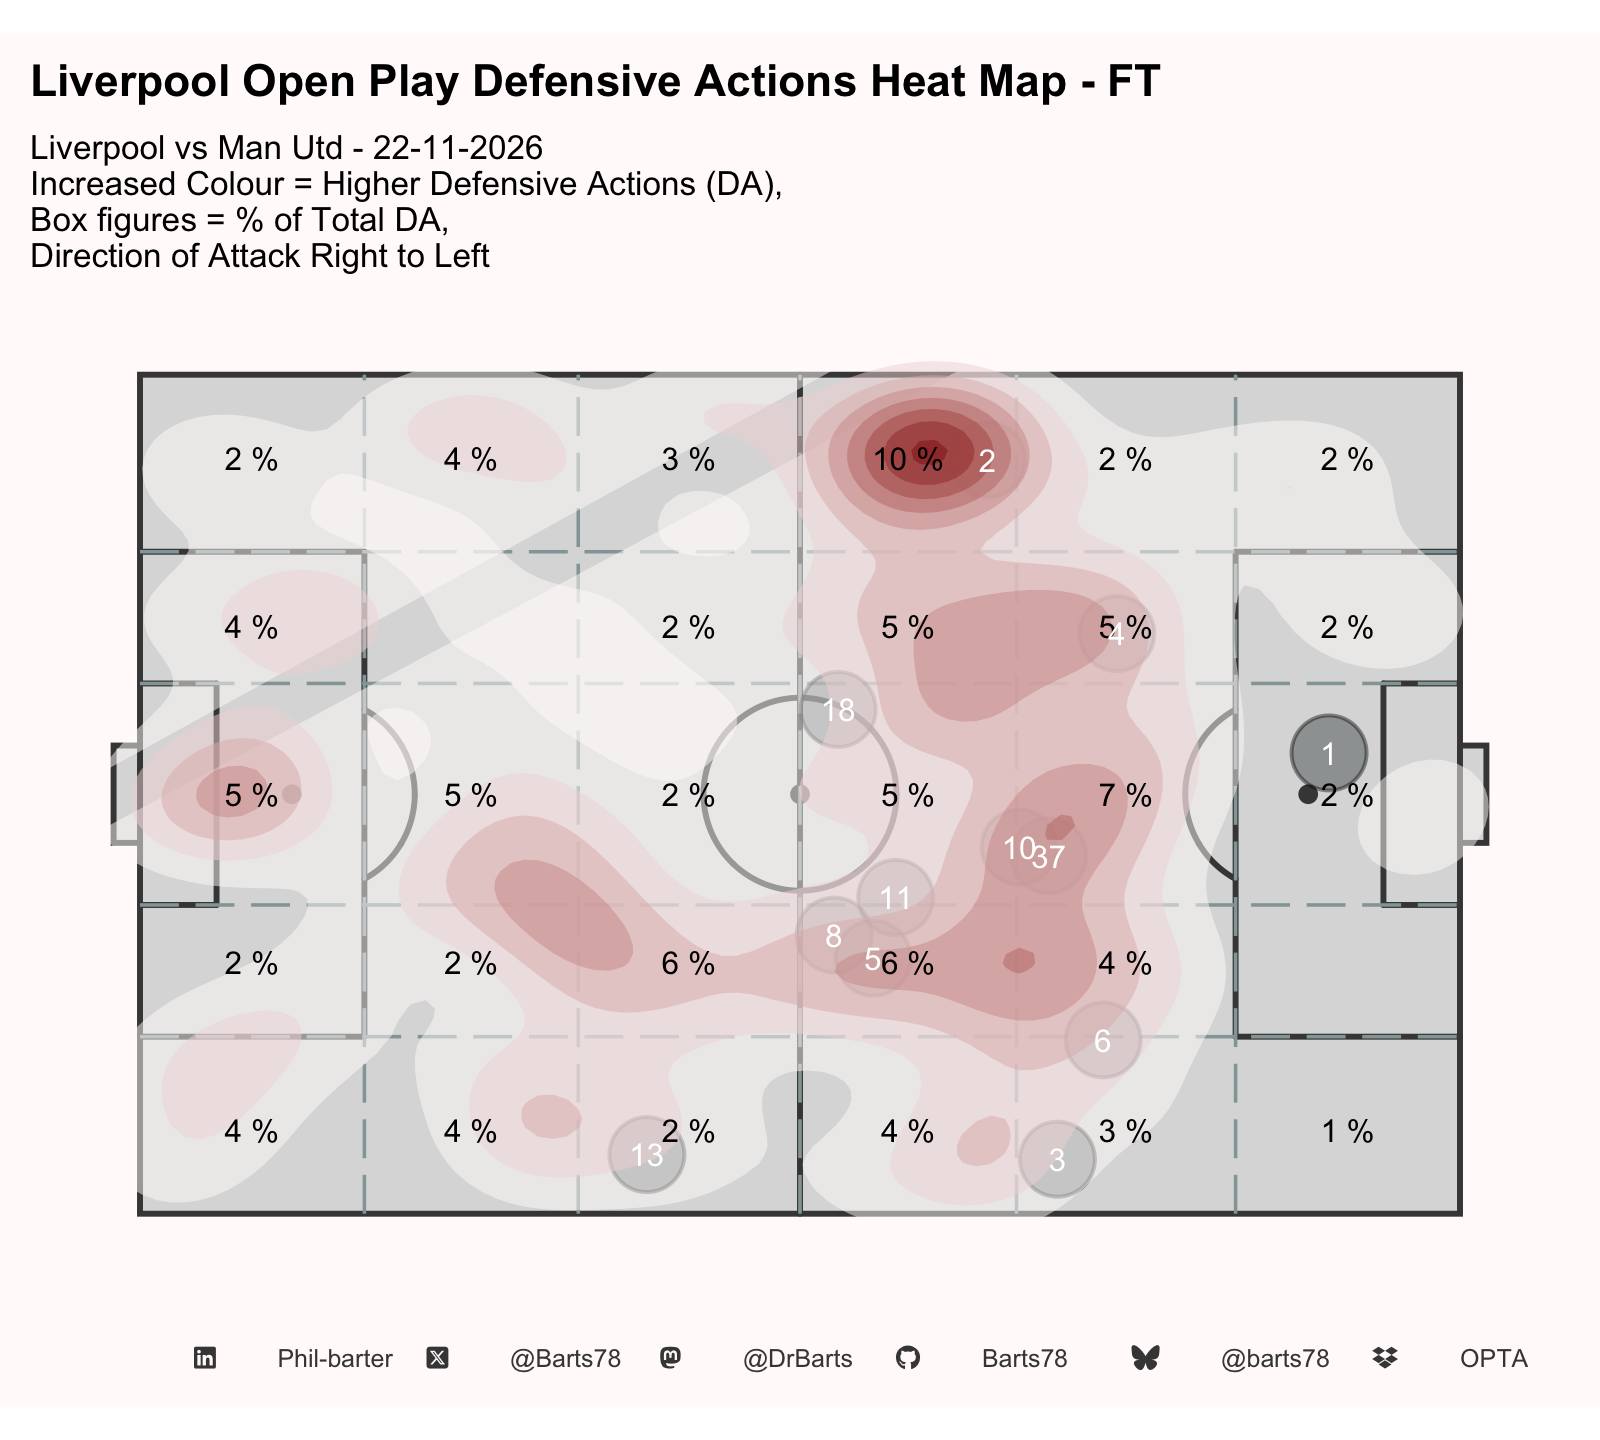 Liverpool Open Play Defensive Actions Heat Map - FT
Liverpool vs Man Utd - 22-11-2026
Increased Colour = Higher Defensive Actions (DA),
Box figures = % of Total DA,
Direction of Attack Right to Left
2 % 4 % 3 % 10 % 2 2 % 2 %
4 % 2 % 5 % 5 % 4 2 %
18
1
5 % 5 % 2 % 5 % 7 % 2 %
10 37
11
8
2 % 2 % 6 % 5 6 % 4 %
6
4 % 4 % 2 % 4 % 3 % 1 %
13 3
Phil-barter @Barts78 @DrBarts Barts78 @barts78 OPTA